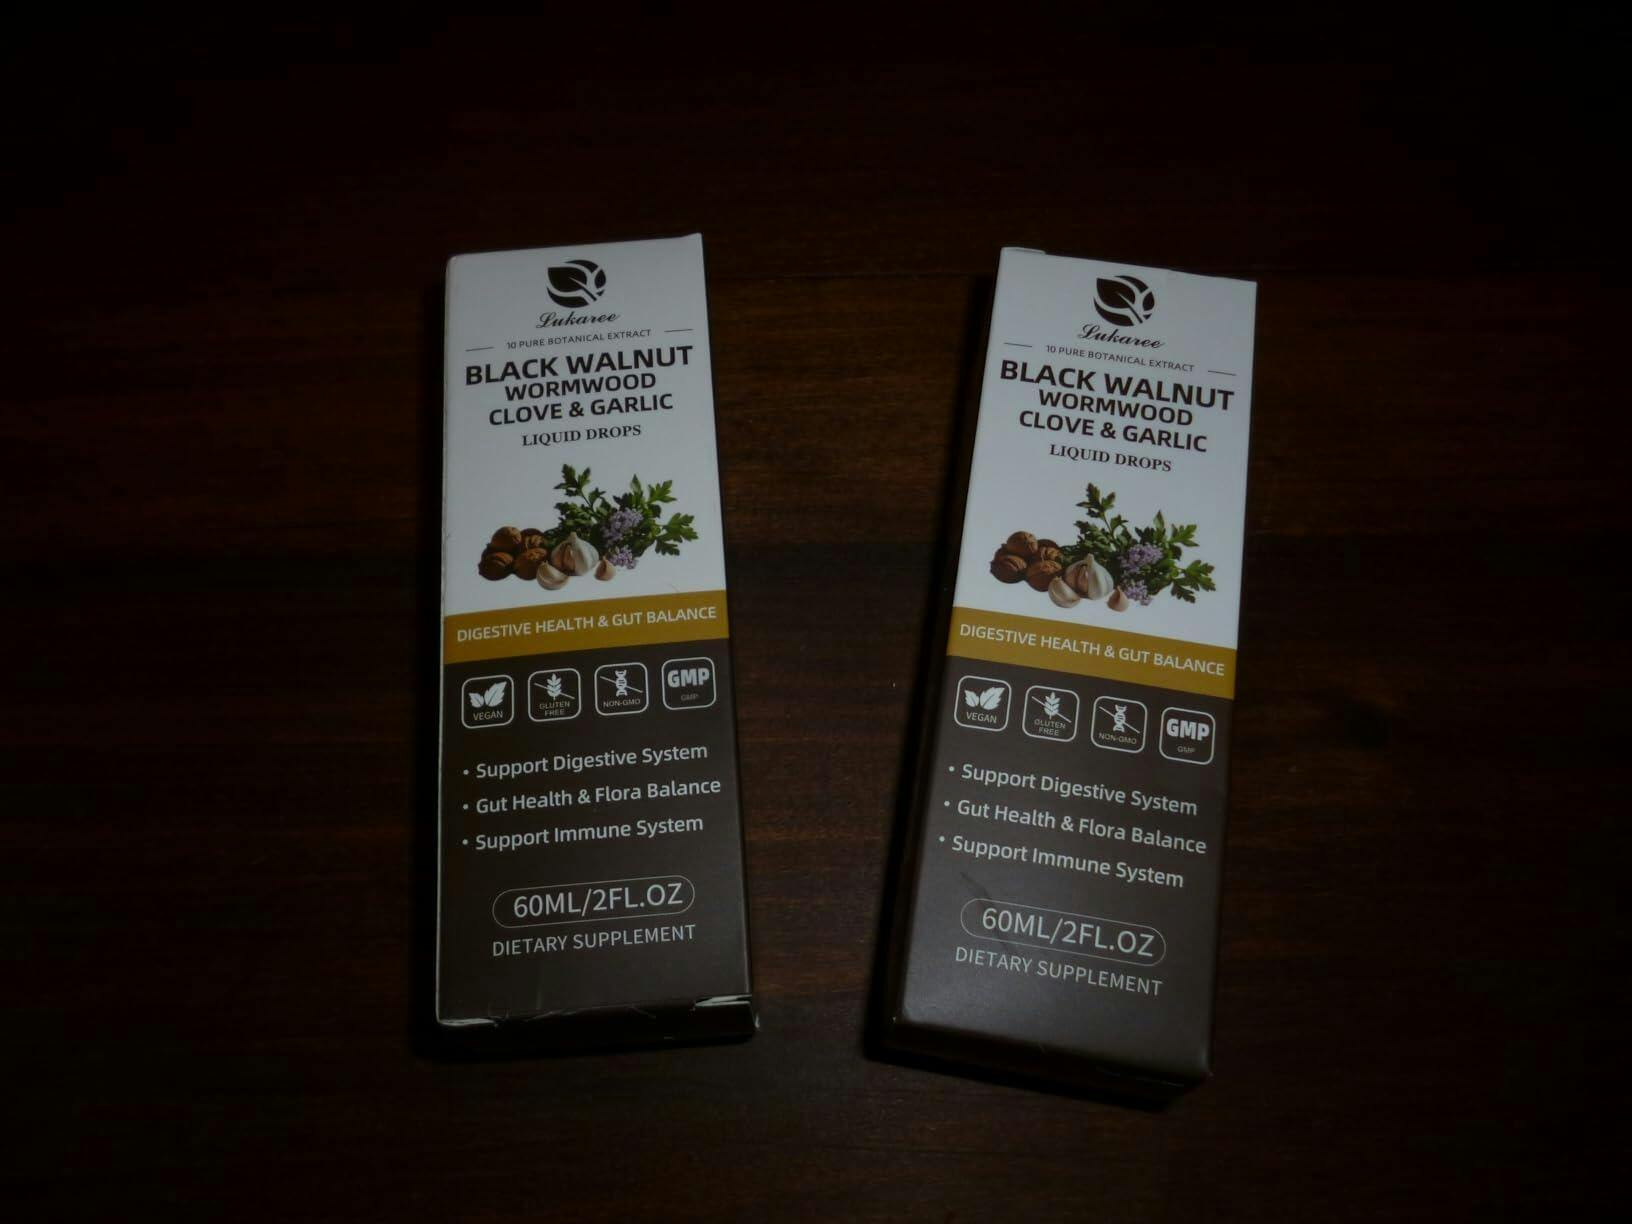 Lukaree
10 PURE BOTANICAL EXTRACT
BLACK WALNUT
WORMWOOD
CLOVE & GARLIC
LIQUID DROPS
DIGESTIVE HEALTH & GUT BALANCE
VEGAN
GLUTEN
FREE
NON-GMO
GMP
GMP
• Support Digestive System
• Gut Health & Flora Balance
• Support Immune System
60ML/2FL.OZ
DIETARY SUPPLEMENT
Lukaree
10 PURE BOTANICAL EXTRACT
BLACK WALNUT
WORMWOOD
CLOVE & GARLIC
LIQUID DROPS
DIGESTIVE HEALTH & GUT BALANCE
VEGAN
GLUTEN
FREE
NON-GMO
GMP
GMP
• Support Digestive System
• Gut Health & Flora Balance
• Support Immune System
60ML/2FL.OZ
DIETARY SUPPLEMENT